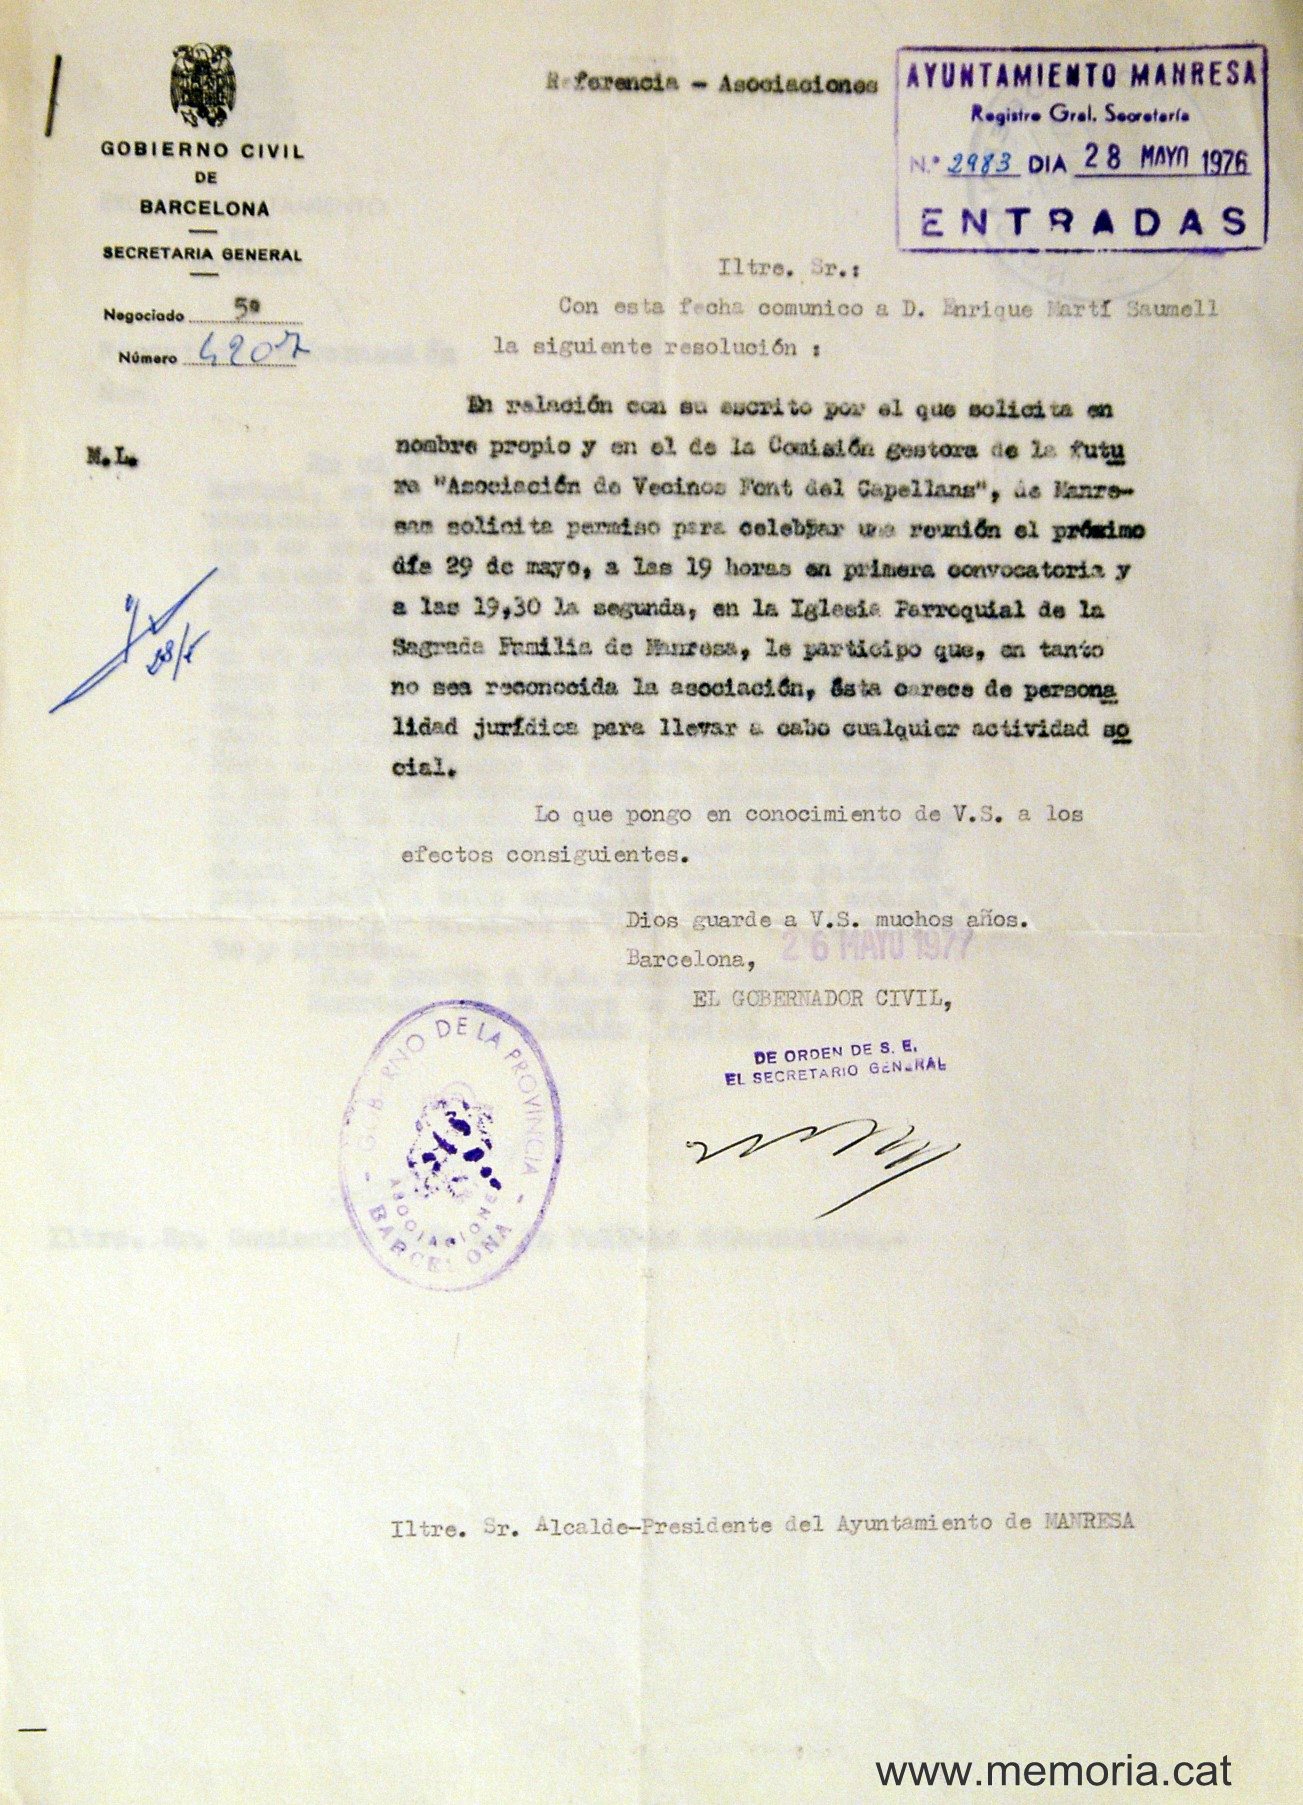 GOBIERNO CIVIL
DE
BARCELONA
SECRETARIA GENERAL
Negociado 5º
Número 4207
M.L.
28/5
Referencia - Asociaciones
AYUNTAMIENTO MANRESA
Registro Gral. Secretaría
N.º 2983 DIA 28 MAYO 1976
ENTRADAS
Iltre. Sr.:
Con esta fecha comunico a D. Enrique Martí Saumell
la siguiente resolución :
En relación con su escrito por el que solicita en
nombre propio y en el de la Comisión gestora de la futu
ra "Asociación de Vecinos Font del Capellans", de Manre-
sam solicita permiso para celebrar una reunión el próximo
día 29 de mayo, a las 19 horas en primera convocatoria y
a las 19,30 la segunda, en la Iglesia Parroquial de la
Sagrada Familia de Manresa, le participo que, en tanto
no sea reconocida la asociación, ésta carece de persona
lidad jurídica para llevar a cabo cualquier actividad so
cial.
Lo que pongo en conocimiento de V.S. a los
efectos consiguientes.
Dios guarde a V.S. muchos años.
Barcelona, 26 MAYO 1977
EL GOBERNADOR CIVIL,
DE ORDEN DE S. E.
EL SECRETARIO GENERAL
GOBIERNO DE LA PROVINCIA
ASOCIACIONES
- BARCELONA -
Iltre. Sr. Alcalde-Presidente del Ayuntamiento de MANRESA
www.memoria.cat